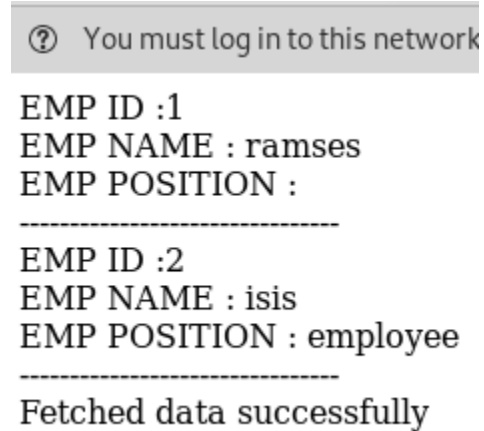 You must log in to this network
EMP ID :1
EMP NAME : ramses
EMP POSITION :
--------------------------------
EMP ID :2
EMP NAME : isis
EMP POSITION : employee
--------------------------------
Fetched data successfully